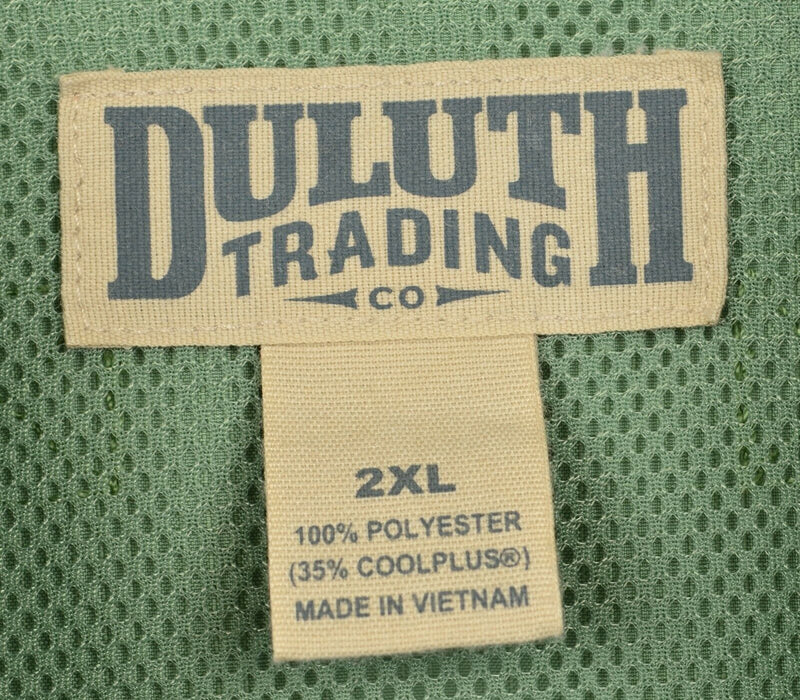 DULUTH
TRADING
CO
2XL
100% POLYESTER
(35% COOLPLUS®)
MADE IN VIETNAM